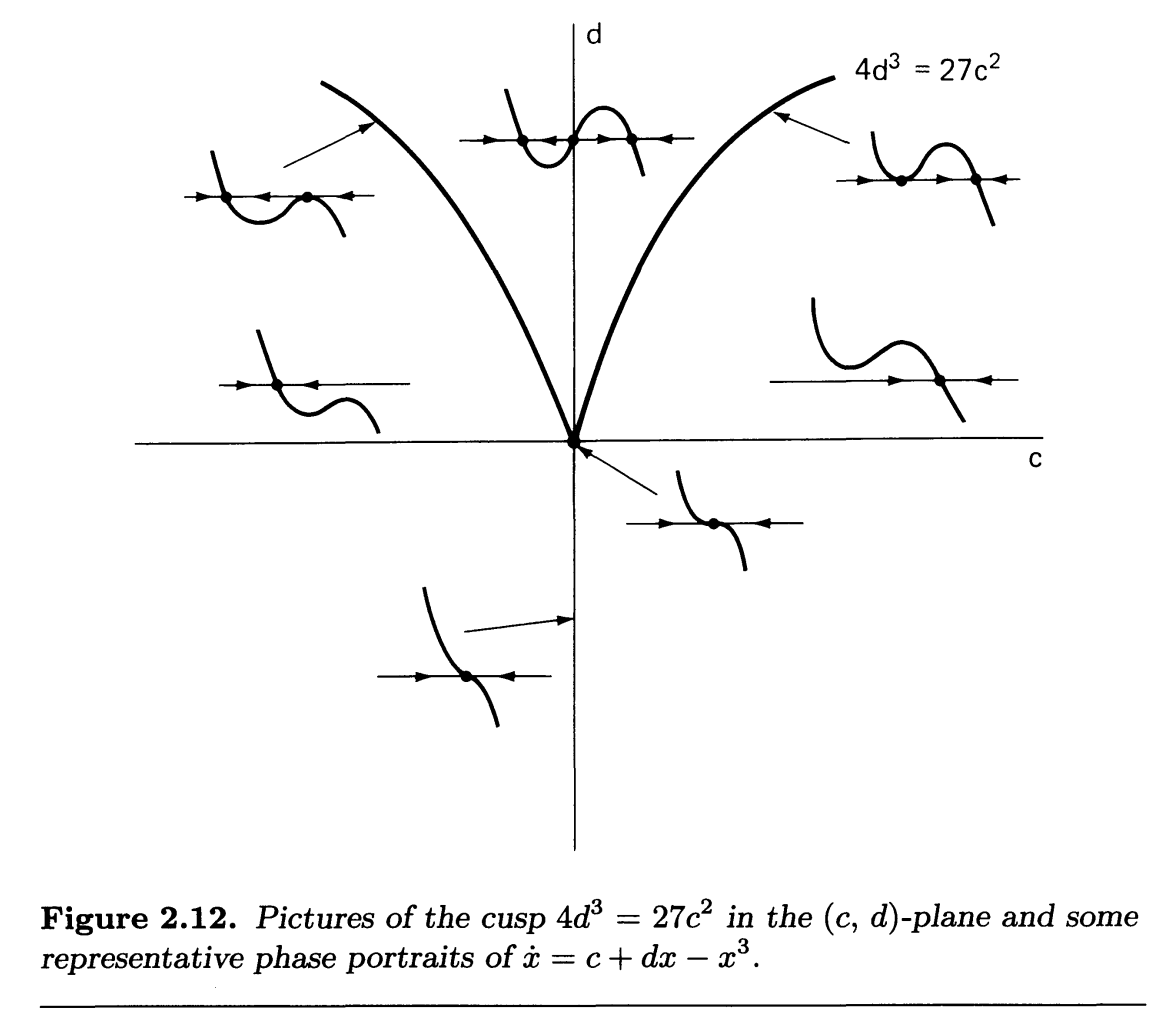 d
4d³ = 27c²
c
Figure 2.12. Pictures of the cusp 4d³ = 27c² in the (c, d)-plane and some
representative phase portraits of ẋ = c + dx − x³.